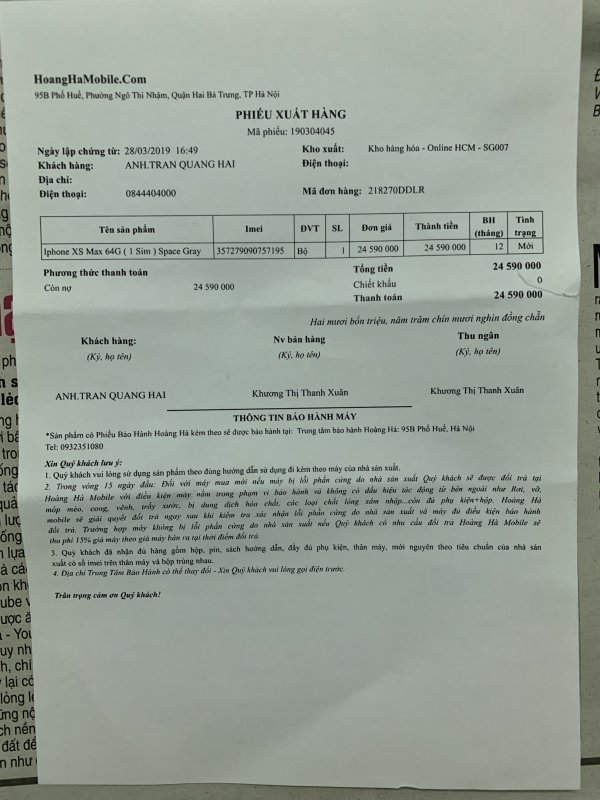 HoangHaMobile.Com
95B Phố Huế, Phường Ngô Thì Nhậm, Quận Hai Bà Trưng, TP Hà Nội
PHIẾU XUẤT HÀNG
Mã phiếu: 190304045
Ngày lập chứng từ: 28/03/2019 16:49 Kho xuất: Kho hàng hóa - Online HCM - SG007
Khách hàng: ANH.TRAN QUANG HAI Điện thoại:
Địa chỉ:
Điện thoại: 0844404000 Mã đơn hàng: 218270DDLR
Tên sản phẩm Imei ĐVT SL Đơn giá Thành tiền BH (tháng) Tình trạng
Iphone XS Max 64G ( 1 Sim ) Space Gray 357279090757195 Bộ 1 24 590 000 24 590 000 12 Mới
Phương thức thanh toán Tổng tiền 24 590 000
Còn nợ 24 590 000 Chiết khấu 0
Thanh toán 24 590 000
Hai mươi bốn triệu, năm trăm chín mươi nghìn đồng chẵn
Khách hàng: Nv bán hàng Thu ngân
(Ký, họ tên) (Ký, họ tên) (Ký, họ tên)
ANH.TRAN QUANG HAI Khương Thị Thanh Xuân Khương Thị Thanh Xuân
THÔNG TIN BẢO HÀNH MÁY
*Sản phẩm có Phiếu Bảo Hành Hoàng Hà kèm theo sẽ được bảo hành tại: Trung tâm bảo hành Hoàng Hà: 95B Phố Huế, Hà Nội
Tel: 0932351080
Xin Quý khách lưu ý:
1. Quý khách vui lòng sử dụng sản phẩm theo đúng hướng dẫn sử dụng đi kèm theo máy của nhà sản xuất.
2. Trong vòng 15 ngày đầu: Đối với máy mua mới nếu máy bị lỗi phần cứng do nhà sản xuất Quý khách sẽ được đổi trả tại
Hoàng Hà Mobile với điều kiện máy nằm trong phạm vi bảo hành và không có dấu hiệu tác động từ bên ngoài như Rơi, vỡ,
móp méo, cong, vênh, trầy xước, bị dung dịch hóa chất, các loại chất lỏng xâm nhập...còn đủ phụ kiện+hộp. Hoàng Hà
mobile sẽ giải quyết đổi trả ngay sau khi kiểm tra xác nhận lỗi phần cứng do nhà sản xuất và máy đủ điều kiện bảo hành
đổi trả. Trường hợp máy không bị lỗi phần cứng do nhà sản xuất nếu Quý khách có nhu cầu đổi trả Hoàng Hà Mobile sẽ
thu phí 15% giá máy theo giá máy bán ra tại thời điểm đổi trả.
3. Quý khách đã nhận đủ hàng gồm hộp, pin, sách hướng dẫn, đầy đủ phụ kiện, thân máy, mới nguyên theo tiêu chuẩn của nhà sản
xuất có số imei trên thân máy và hộp trùng nhau.
4. Địa chỉ Trung Tâm Bảo Hành có thể thay đổi - Xin Quý khách vui lòng gọi điện trước.
Trân trọng cảm ơn Quý khách!